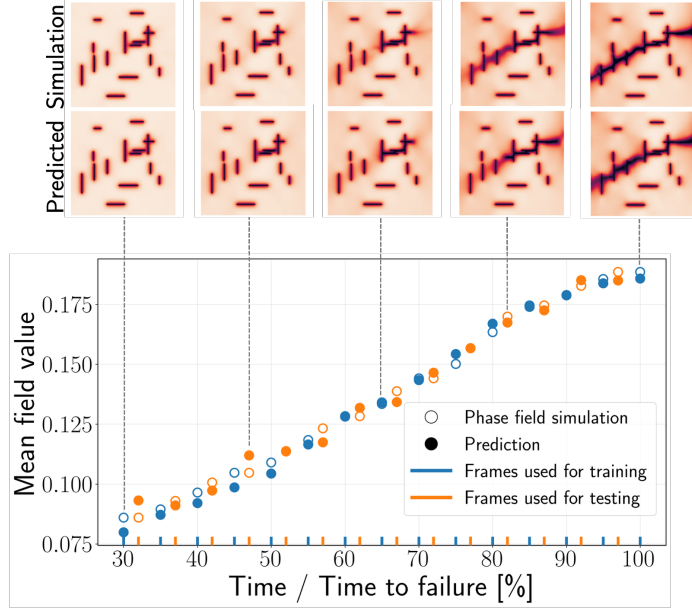 Simulation
Predicted
Mean field value
0.175
0.150
0.125
0.100
0.075
Phase field simulation
Prediction
Frames used for training
Frames used for testing
30 40 50 60 70 80 90 100
Time / Time to failure [%]